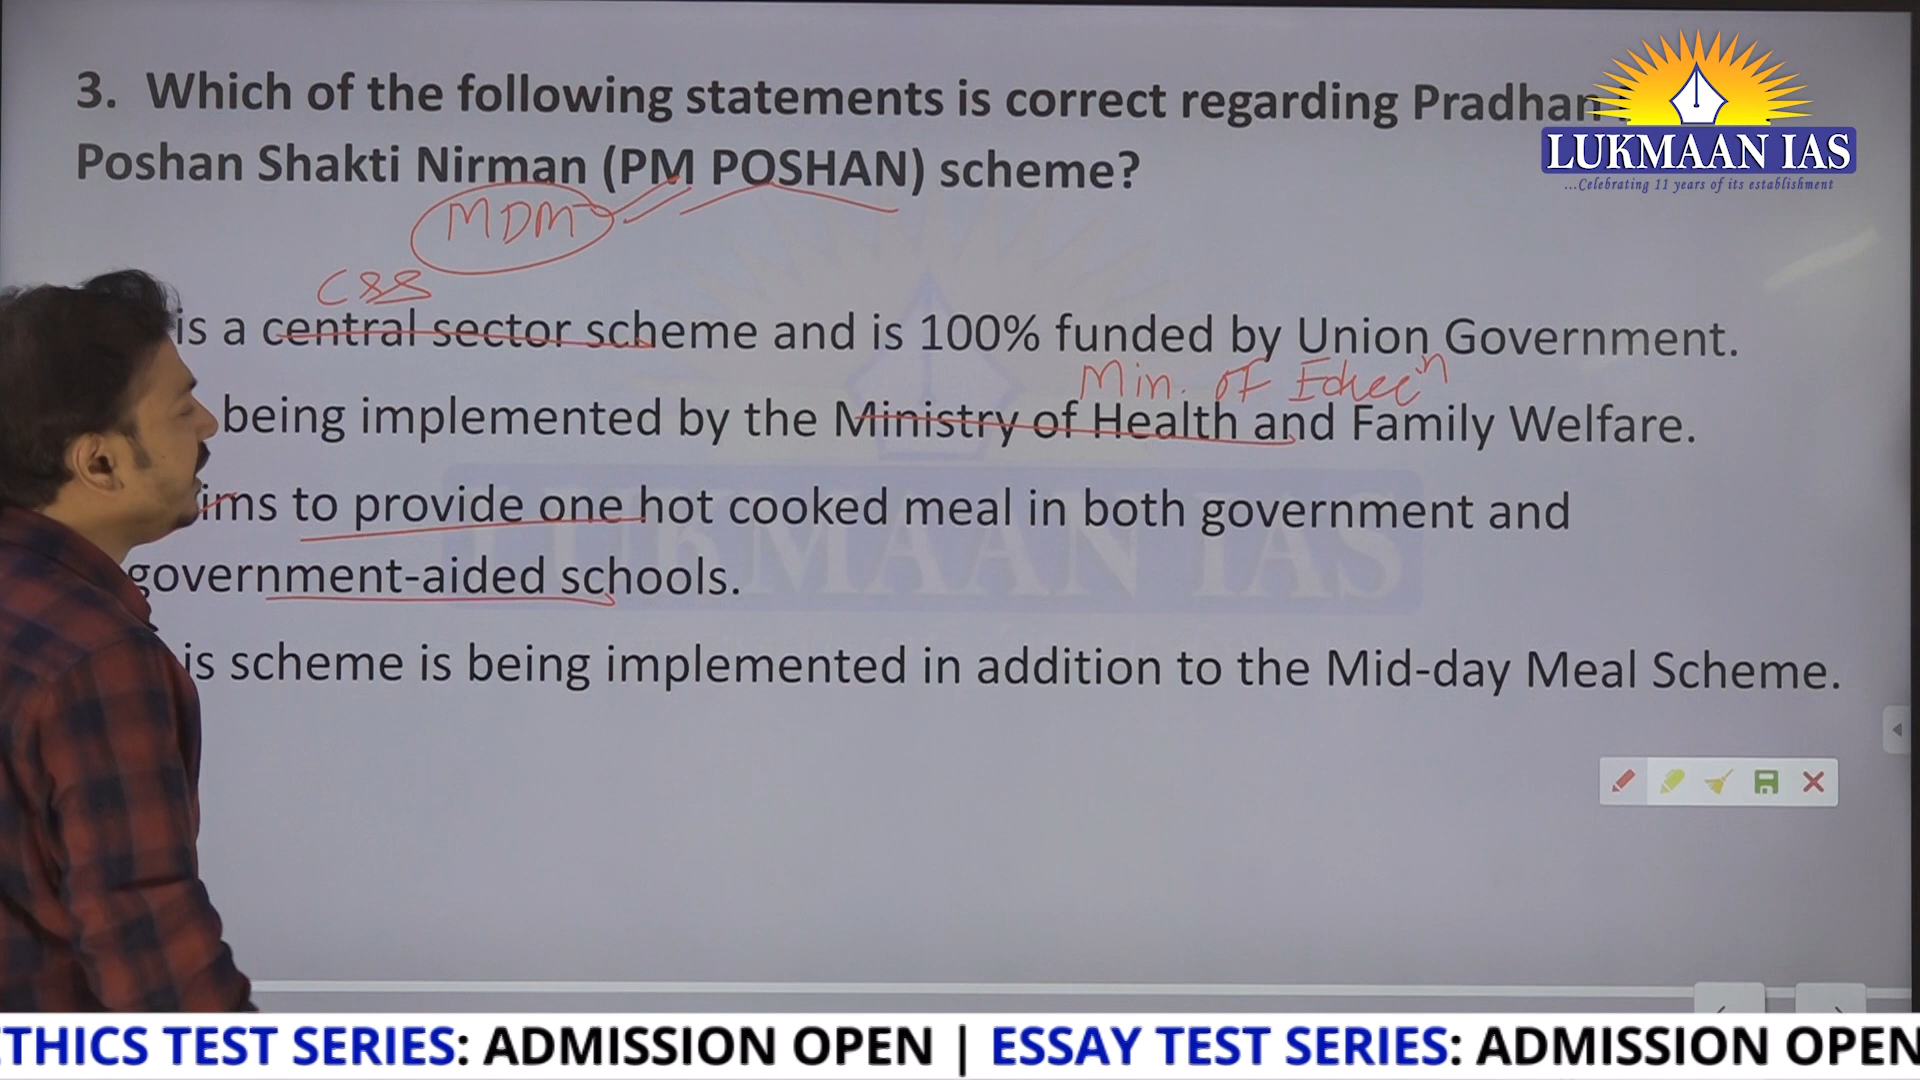 3. Which of the following statements is correct regarding Pradhan
Poshan Shakti Nirman (PM POSHAN) scheme?
MDM
CSS
is a central sector scheme and is 100% funded by Union Government.
Min. of Educn
being implemented by the Ministry of Health and Family Welfare.
ims to provide one hot cooked meal in both government and
government-aided schools.
is scheme is being implemented in addition to the Mid-day Meal Scheme.
LUKMAAN IAS
...Celebrating 11 years of its establishment
LUKMAAN IAS
ETHICS TEST SERIES: ADMISSION OPEN | ESSAY TEST SERIES: ADMISSION OPEN